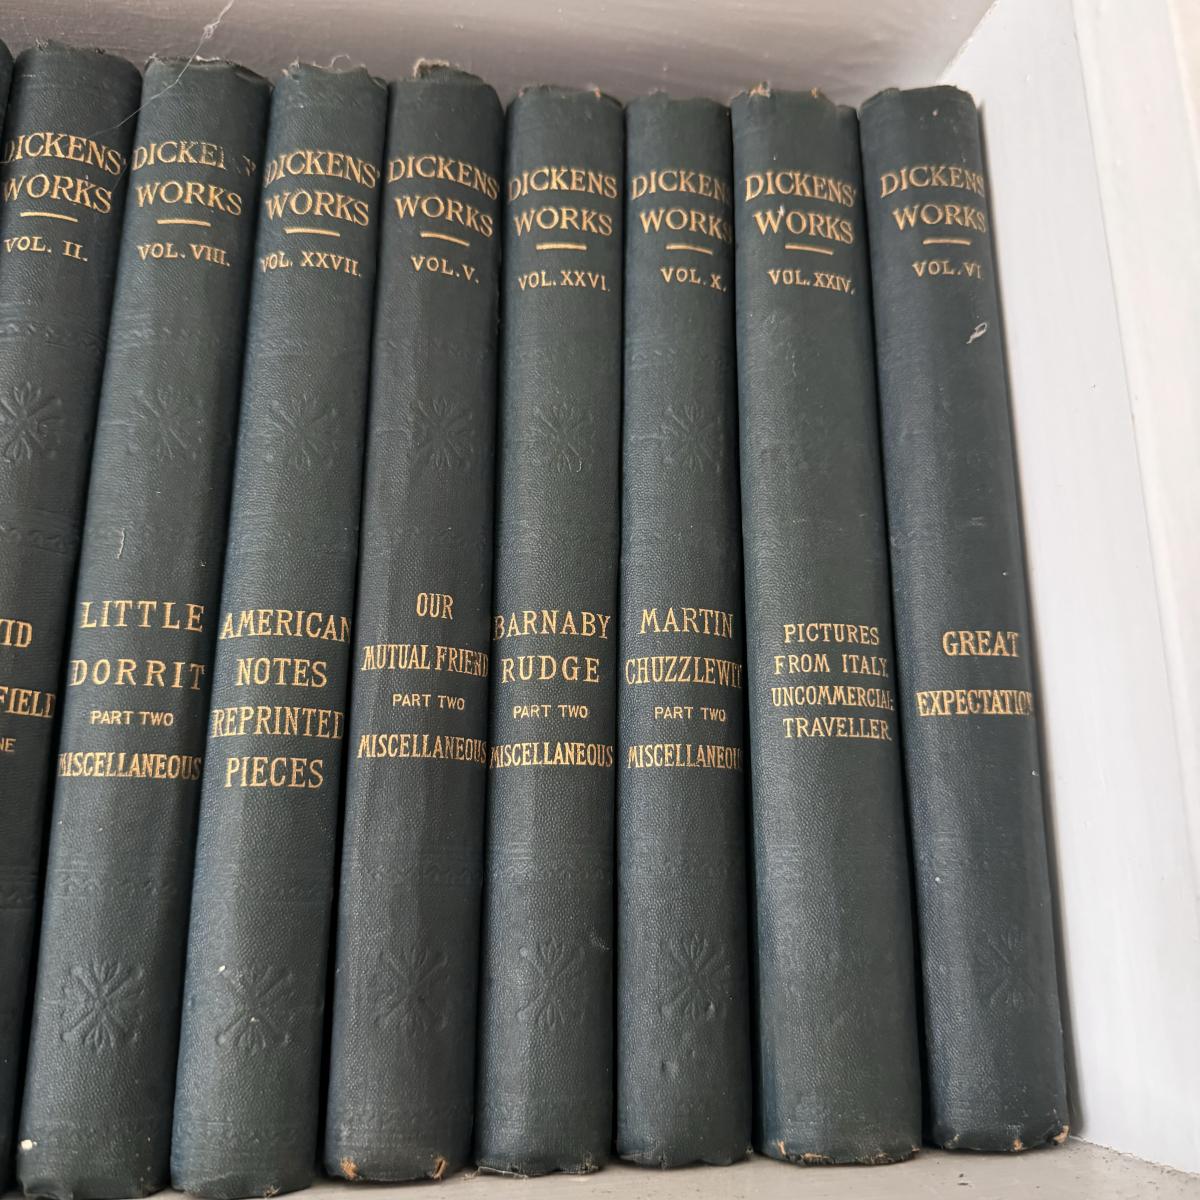 DICKENS'
WORKS
VOL. II.
VID
FIELD
NE
DICKENS'
WORKS
VOL. VIII.
LITTLE
DORRIT
PART TWO
MISCELLANEOUS
DICKENS'
WORKS
VOL. XXVII.
AMERICAN
NOTES
REPRINTED
PIECES
DICKENS'
WORKS
VOL. V.
OUR
MUTUAL FRIEND
PART TWO
MISCELLANEOUS
DICKENS
WORKS
VOL. XXVI.
BARNABY
RUDGE
PART TWO
MISCELLANEOUS
DICKENS
WORKS
VOL. X.
MARTIN
CHUZZLEWIT
PART TWO
MISCELLANEOUS
DICKENS'
WORKS
VOL. XXIV.
PICTURES
FROM ITALY.
UNCOMMERCIAL
TRAVELLER
DICKENS
WORKS
VOL. VI.
GREAT
EXPECTATIONS